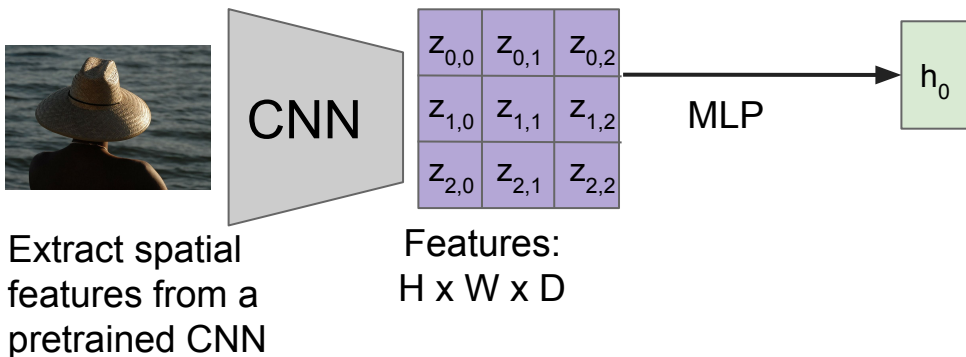 CNN
z0,0 z0,1 z0,2
z1,0 z1,1 z1,2
z2,0 z2,1 z2,2
MLP
h0
Extract spatial
features from a
pretrained CNN
Features:
H x W x D